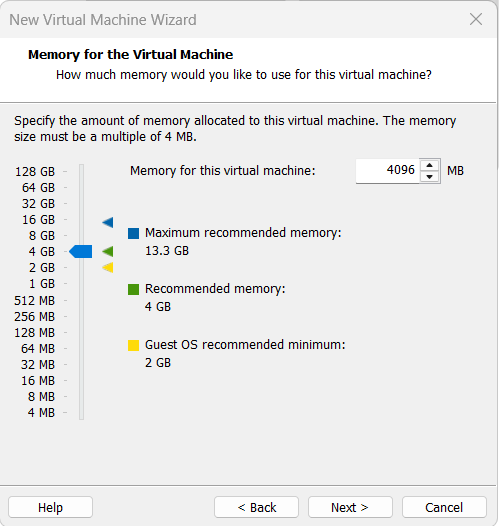 New Virtual Machine Wizard
Memory for the Virtual Machine
How much memory would you like to use for this virtual machine?
Specify the amount of memory allocated to this virtual machine. The memory
size must be a multiple of 4 MB.
Memory for this virtual machine: 4096 MB
128 GB
64 GB
32 GB
16 GB
8 GB
4 GB
2 GB
1 GB
512 MB
256 MB
128 MB
64 MB
32 MB
16 MB
8 MB
4 MB
Maximum recommended memory:
13.3 GB
Recommended memory:
4 GB
Guest OS recommended minimum:
2 GB
Help
< Back
Next >
Cancel